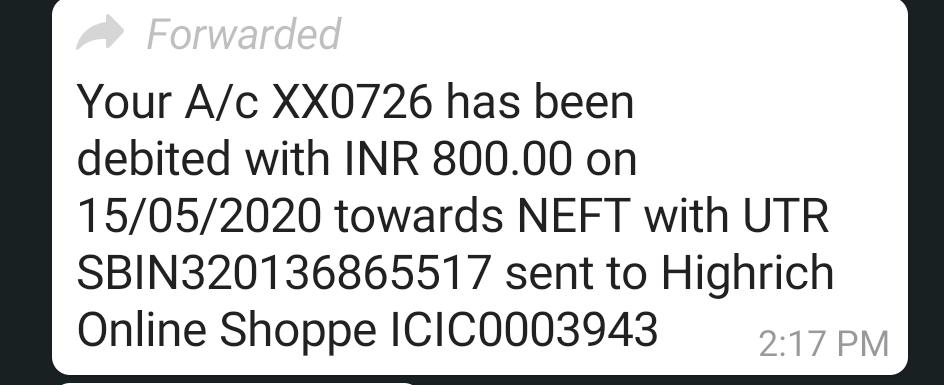 Forwarded
Your A/c XX0726 has been
debited with INR 800.00 on
15/05/2020 towards NEFT with UTR
SBIN320136865517 sent to Highrich
Online Shoppe ICIC0003943
2:17 PM